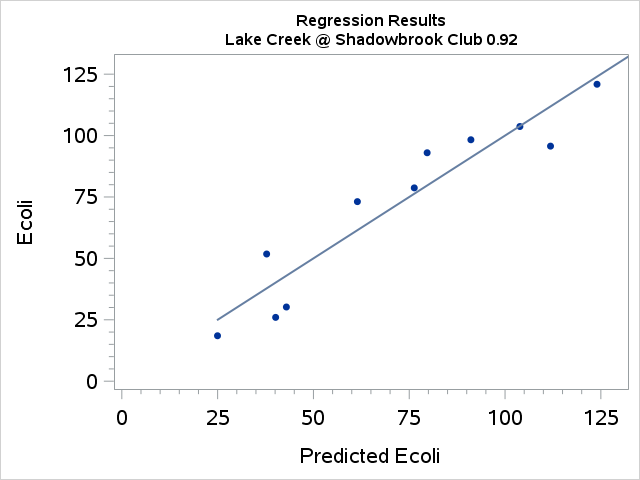 Regression Results
Lake Creek @ Shadowbrook Club 0.92
125
100
75
50
25
0
Ecoli
0 25 50 75 100 125
Predicted Ecoli